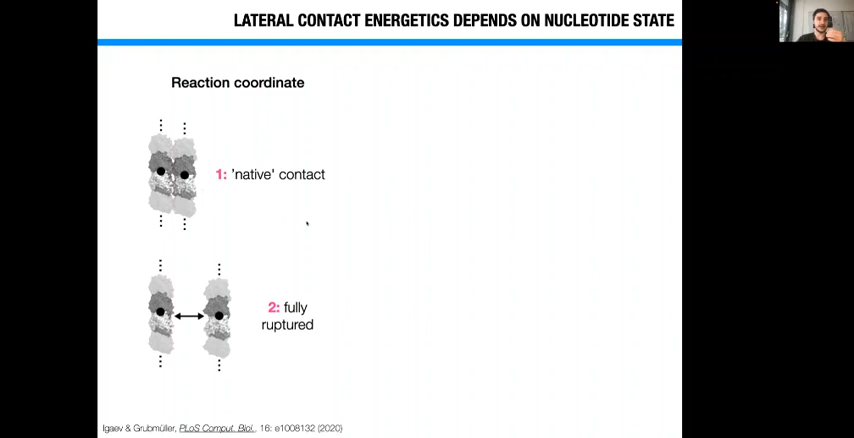 LATERAL CONTACT ENERGETICS DEPENDS ON NUCLEOTIDE STATE
Reaction coordinate
1: 'native' contact
2: fully
ruptured
Igaev & Grubmüller, PLoS Comput. Biol., 16: e1008132 (2020)